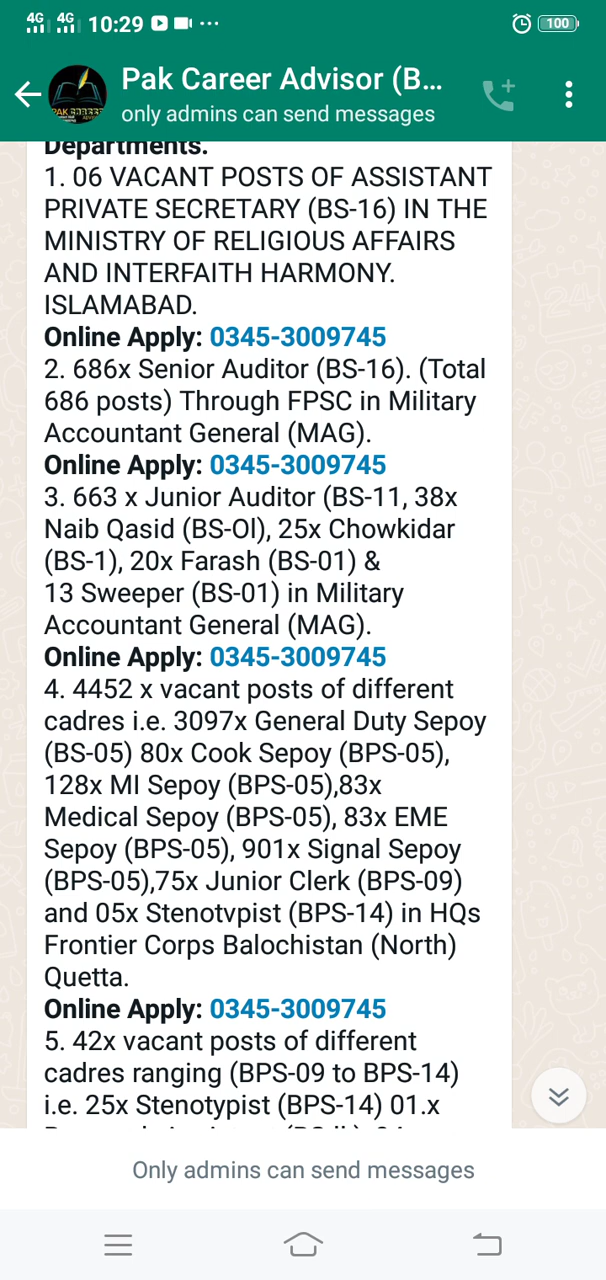 4G 4G 10:29 100
Pak Career Advisor (B...
only admins can send messages
Departments.
1. 06 VACANT POSTS OF ASSISTANT
PRIVATE SECRETARY (BS-16) IN THE
MINISTRY OF RELIGIOUS AFFAIRS
AND INTERFAITH HARMONY.
ISLAMABAD.
Online Apply: 0345-3009745
2. 686x Senior Auditor (BS-16). (Total
686 posts) Through FPSC in Military
Accountant General (MAG).
Online Apply: 0345-3009745
3. 663 x Junior Auditor (BS-11, 38x
Naib Qasid (BS-Ol), 25x Chowkidar
(BS-1), 20x Farash (BS-01) &
13 Sweeper (BS-01) in Military
Accountant General (MAG).
Online Apply: 0345-3009745
4. 4452 x vacant posts of different
cadres i.e. 3097x General Duty Sepoy
(BS-05) 80x Cook Sepoy (BPS-05),
128x MI Sepoy (BPS-05),83x
Medical Sepoy (BPS-05), 83x EME
Sepoy (BPS-05), 901x Signal Sepoy
(BPS-05),75x Junior Clerk (BPS-09)
and 05x Stenotvpist (BPS-14) in HQs
Frontier Corps Balochistan (North)
Quetta.
Online Apply: 0345-3009745
5. 42x vacant posts of different
cadres ranging (BPS-09 to BPS-14)
i.e. 25x Stenotypist (BPS-14) 01.x
Only admins can send messages